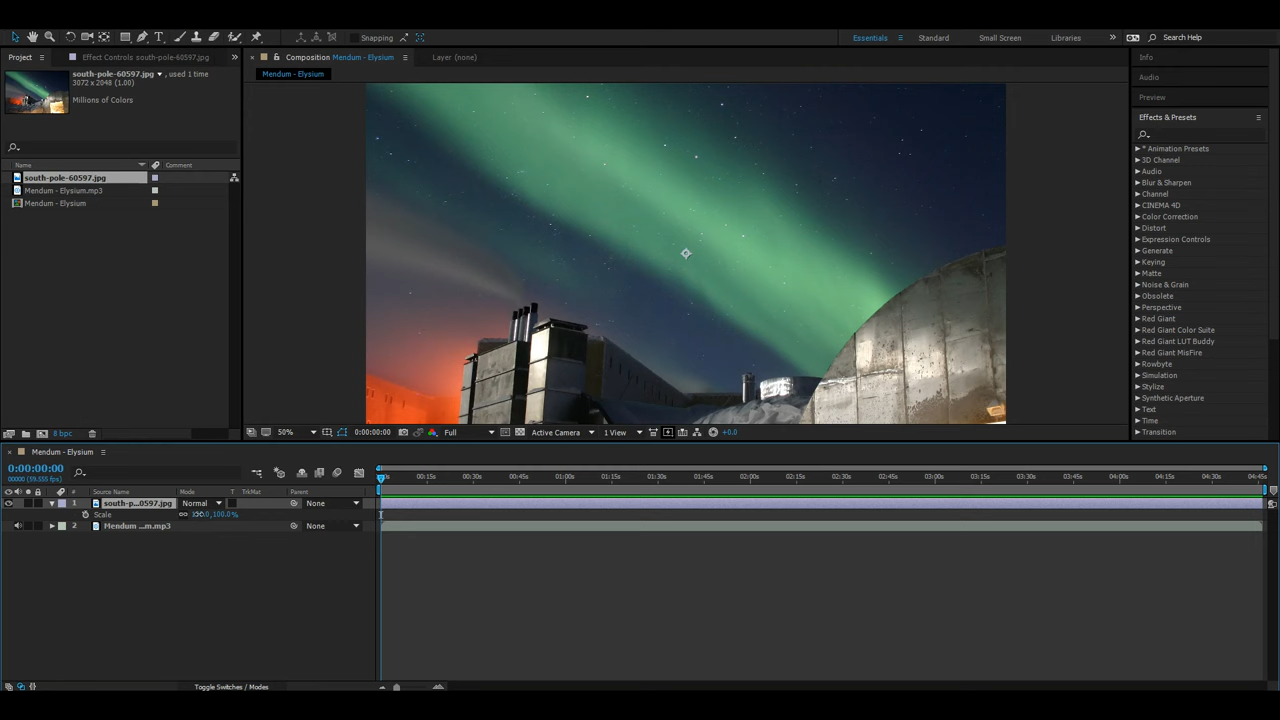 Snapping
Essentials
Standard
Small Screen
Libraries
Search Help
Project
Effect Controls south-pole-60597.jpg
Composition Mendum - Elysium
Layer (none)
Mendum - Elysium
south-pole-60597.jpg , used 1 time
3072 x 2048 (1.00)
Millions of Colors
Name
Comment
south-pole-60597.jpg
Mendum - Elysium.mp3
Mendum - Elysium
8 bpc
50%
0:00:00:00
Full
Active Camera
1 View
+0.0
Info
Audio
Preview
Effects & Presets
* Animation Presets
3D Channel
Audio
Blur & Sharpen
Channel
CINEMA 4D
Color Correction
Distort
Expression Controls
Generate
Keying
Matte
Noise & Grain
Obsolete
Perspective
Red Giant
Red Giant Color Suite
Red Giant LUT Buddy
Red Giant MisFire
Rowbyte
Simulation
Stylize
Synthetic Aperture
Text
Time
Transition
Mendum - Elysium
0:00:00:00
00000 (59.555 fps)
00:15s
00:30s
00:45s
01:00s
01:15s
01:30s
01:45s
02:00s
02:15s
02:30s
02:45s
03:00s
03:15s
03:30s
03:45s
04:00s
04:15s
04:30s
04:45s
# Source Name Mode T TrkMat Parent
1 south-p...0597.jpg Normal None
Scale
2 Mendum ...m.mp3 None
Toggle Switches / Modes